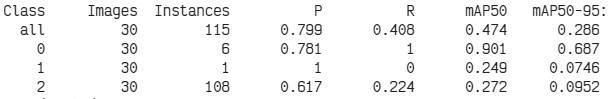 Class Images Instances P R mAP50 mAP50-95:
all 30 115 0.799 0.408 0.474 0.286
0 30 6 0.781 1 0.901 0.687
1 30 1 1 0 0.249 0.0746
2 30 108 0.617 0.224 0.272 0.0952